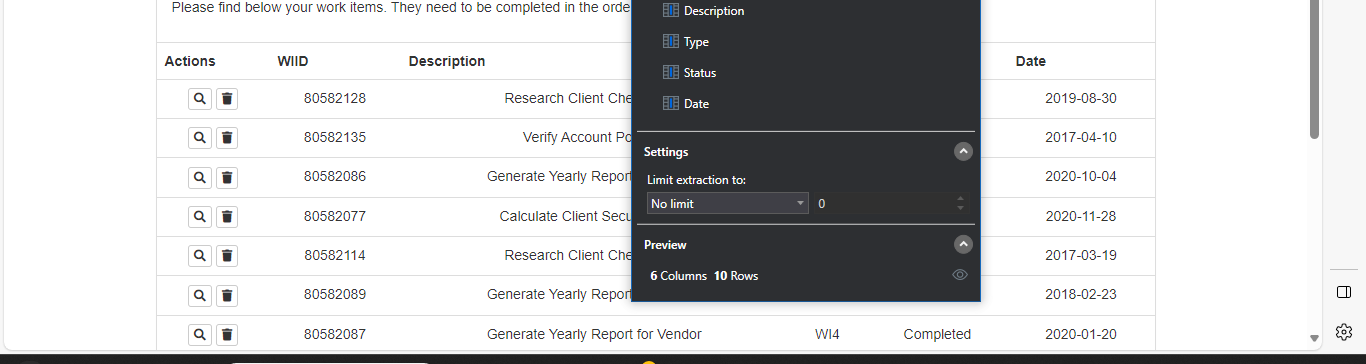 Please find below your work items. They need to be completed in the orde
Description
Type
Status
Date
Actions WIID Description Date
80582128 Research Client Che 2019-08-30
80582135 Verify Account Po 2017-04-10
80582086 Generate Yearly Report 2020-10-04
80582077 Calculate Client Secu 2020-11-28
80582114 Research Client Che 2017-03-19
80582089 Generate Yearly Report 2018-02-23
80582087 Generate Yearly Report for Vendor WI4 Completed 2020-01-20
Settings
Limit extraction to:
No limit 0
Preview
6 Columns 10 Rows